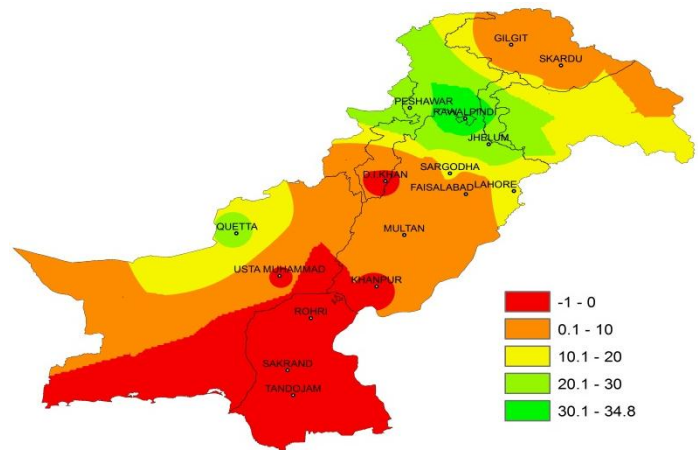 GILGIT
SKARDU
PESHAWAR
RAWALPINDI
JHELUM
SARGODHA
D.I.KHAN
FAISALABAD
LAHORE
QUETTA
MULTAN
USTA MUHAMMAD
KHANPUR
ROHRI
SAKRAND
TANDOJAM
-1 - 0
0.1 - 10
10.1 - 20
20.1 - 30
30.1 - 34.8